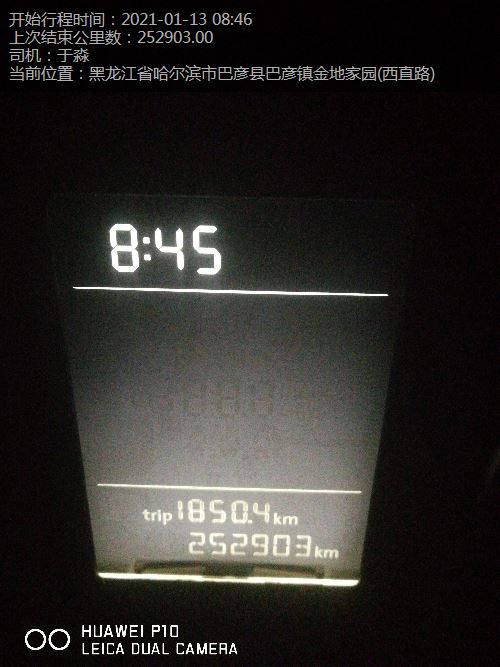 开始行程时间：2021-01-13 08:46
上次结束公里数：252903.00
司机：于淼
当前位置：黑龙江省哈尔滨市巴彦县巴彦镇金地家园(西直路)
8:45
trip 1850.4 km
252903 km
HUAWEI P10
LEICA DUAL CAMERA